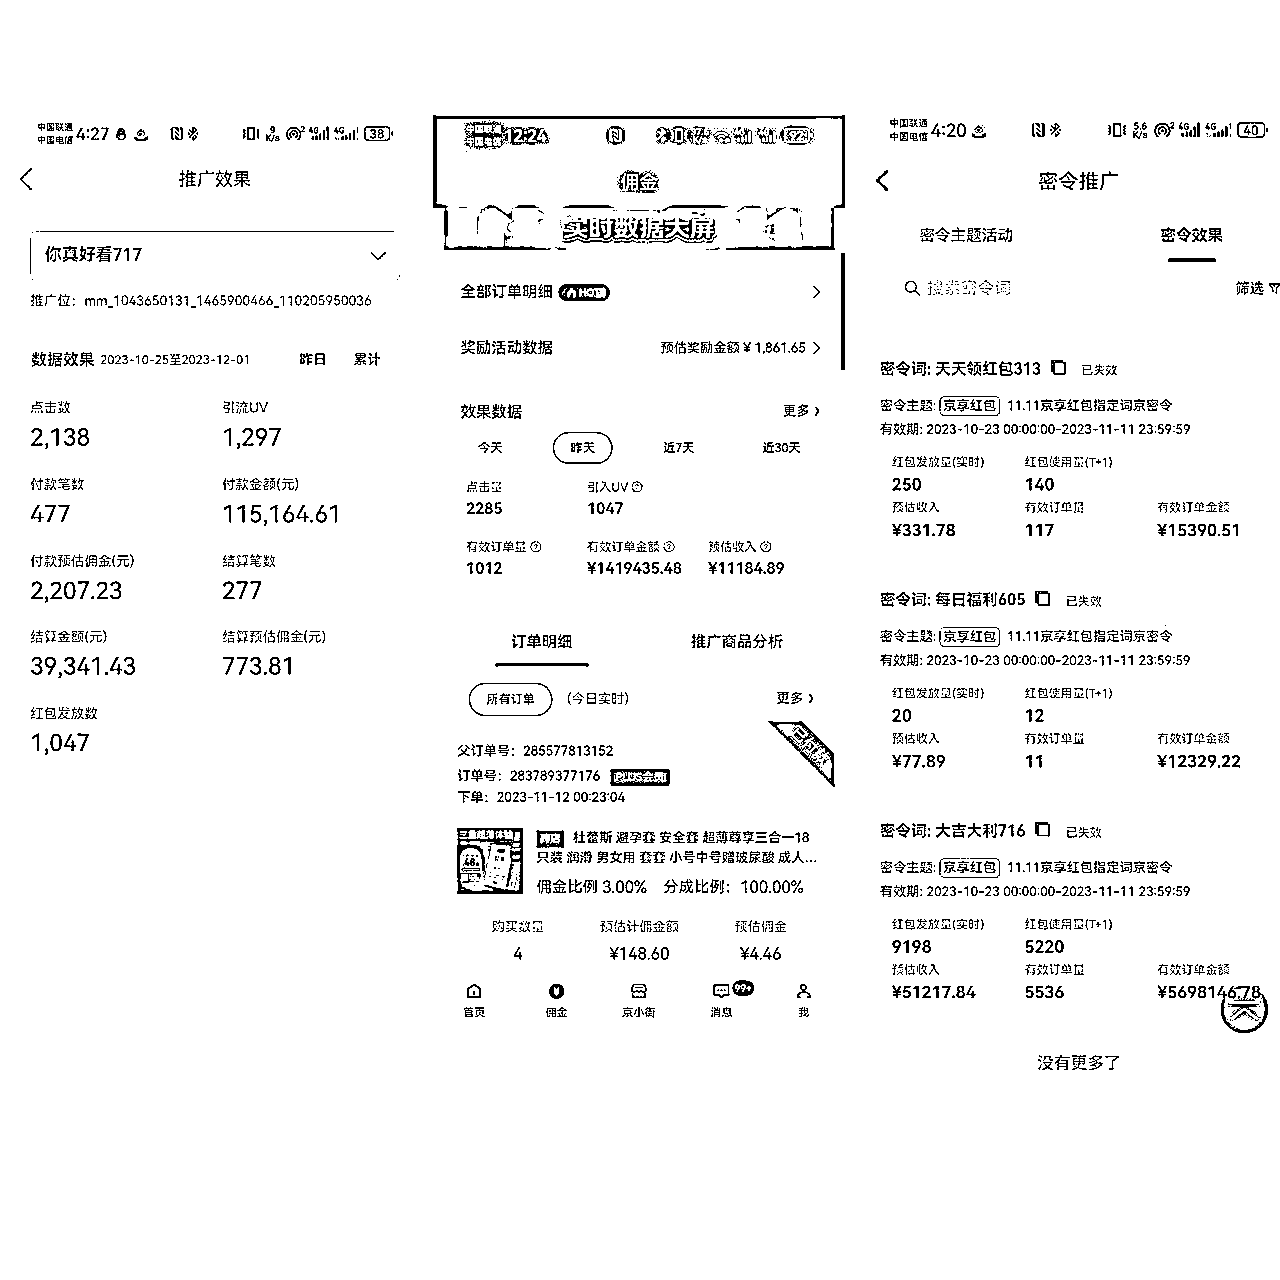 中国联通
中国电信 4:27
38
推广效果
你真好看717
推广位：mm_1043650131_1465900466_110205950036
数据效果 2023-10-25至2023-12-01 昨日 累计
点击数 引流UV
2,138 1,297
付款笔数 付款金额(元)
477 115,164.61
付款预估佣金(元) 结算笔数
2,207.23 277
结算金额(元) 结算预估佣金(元)
39,341.43 773.81
红包发放数
1,047
12:24
佣金
实时数据大屏
全部订单明细 HOT
奖励活动数据 预估奖励金额 ¥ 1,861.65
效果数据 更多
今天 昨天 近7天 近30天
点击量 引入UV
2285 1047
有效订单量 有效订单金额 预估收入
1012 ¥1419435.48 ¥11184.89
订单明细 推广商品分析
所有订单 (今日实时) 更多
父订单号：285577813152
订单号：283789377176 PLUS会员
下单：2023-11-12 00:23:04
杜蕾斯 避孕套 安全套 超薄尊享三合一18
只装 润滑 男女用 套套 小号中号赠玻尿酸 成人...
佣金比例 3.00% 分成比例：100.00%
购买数量 预估计佣金额 预估佣金
4 ¥148.60 ¥4.46
99+
首页 佣金 京小街 消息 我
中国联通
中国电信 4:20
5.6
K/s
40
密令推广
密令主题活动 密令效果
搜索密令词 筛选
密令词: 天天领红包313 已失效
密令主题: 京享红包 11.11京享红包指定词京密令
有效期: 2023-10-23 00:00:00-2023-11-11 23:59:59
红包发放量(实时) 红包使用量(T+1)
250 140
预估收入 有效订单量 有效订单金额
¥331.78 117 ¥15390.51
密令词: 每日福利605 已失效
密令主题: 京享红包 11.11京享红包指定词京密令
有效期: 2023-10-23 00:00:00-2023-11-11 23:59:59
红包发放量(实时) 红包使用量(T+1)
20 12
预估收入 有效订单量 有效订单金额
¥77.89 11 ¥12329.22
密令词: 大吉大利716 已失效
密令主题: 京享红包 11.11京享红包指定词京密令
有效期: 2023-10-23 00:00:00-2023-11-11 23:59:59
红包发放量(实时) 红包使用量(T+1)
9198 5220
预估收入 有效订单量 有效订单金额
¥51217.84 5536 ¥5698146.78
没有更多了